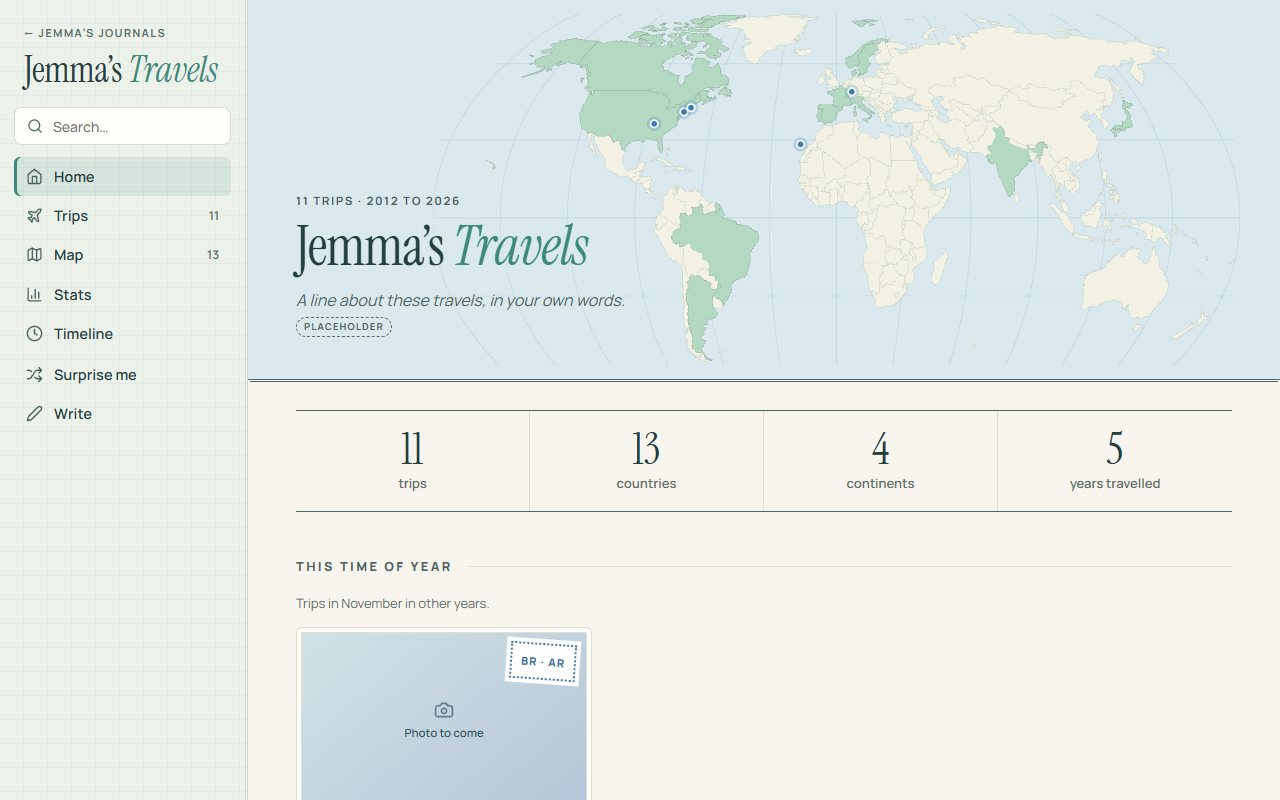 ← JEMMA'S JOURNALS
Jemma's Travels
Search...
Home
Trips 11
Map 13
Stats
Timeline
Surprise me
Write
11 TRIPS · 2012 TO 2026
Jemma's Travels
A line about these travels, in your own words.
PLACEHOLDER
11
trips
13
countries
4
continents
5
years travelled
THIS TIME OF YEAR
Trips in November in other years.
BR · AR
Photo to come